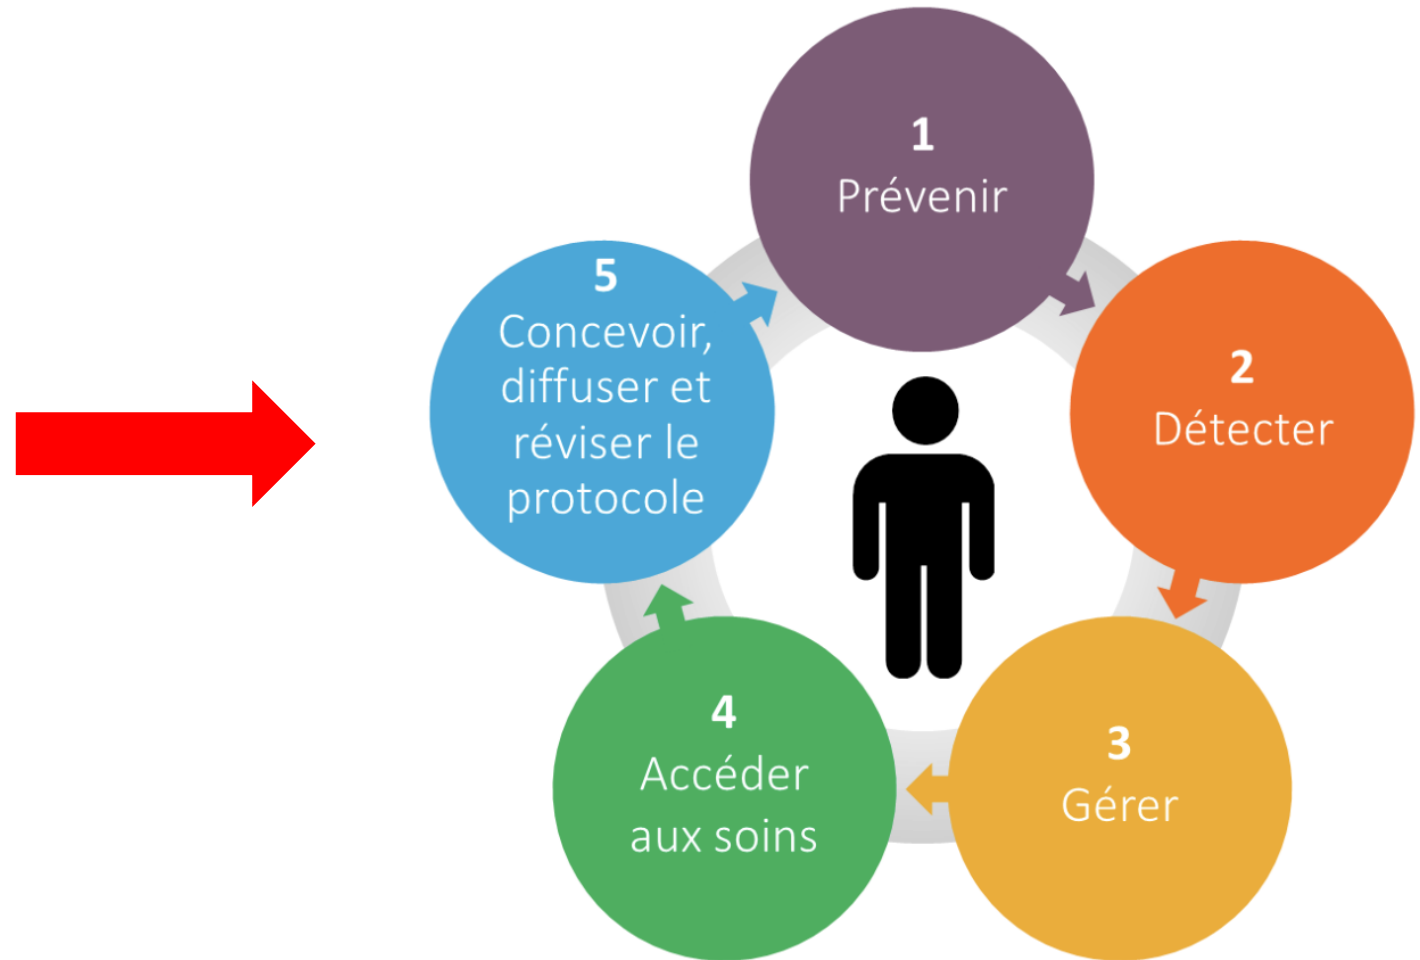 1
Prévenir
2
Détecter
3
Gérer
4
Accéder
aux soins
5
Concevoir,
diffuser et
réviser le
protocole